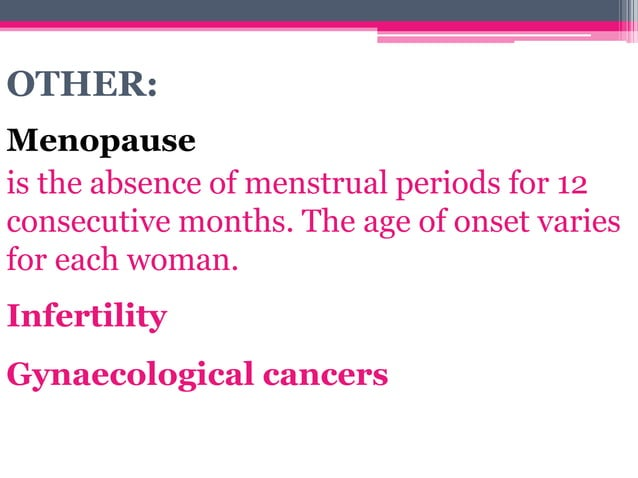 OTHER:
Menopause
is the absence of menstrual periods for 12
consecutive months. The age of onset varies
for each woman.
Infertility
Gynaecological cancers